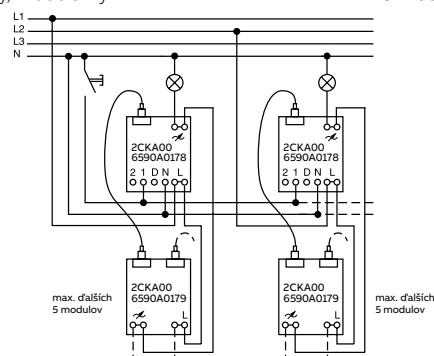 L1
L2
L3
N
2CKA00
6590A0178
2 1 D N L
2CKA00
6590A0178
2 1 D N L
max. ďalších
5 modulov
2CKA00
6590A0179
L
2CKA00
6590A0179
L
max. ďalších
5 modulov